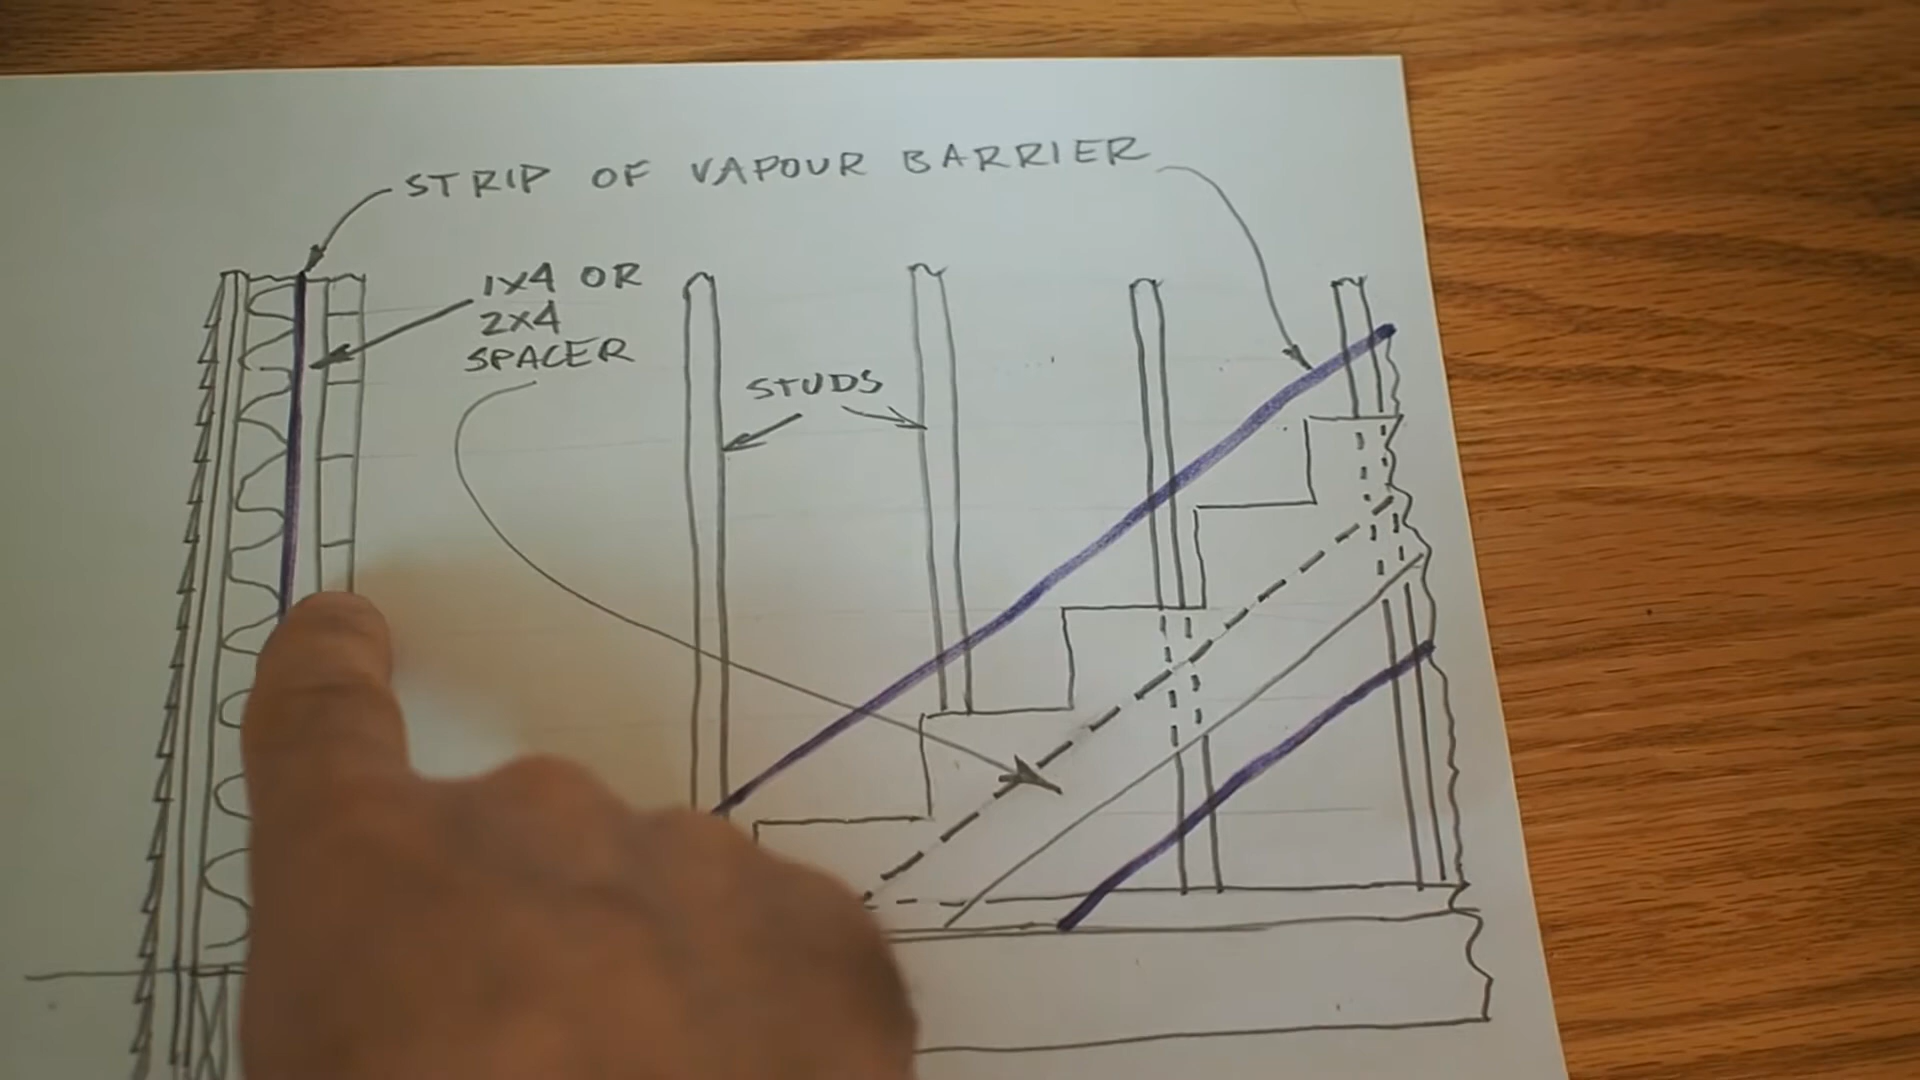 STRIP OF VAPOUR BARRIER
1X4 OR
2X4
SPACER
STUDS